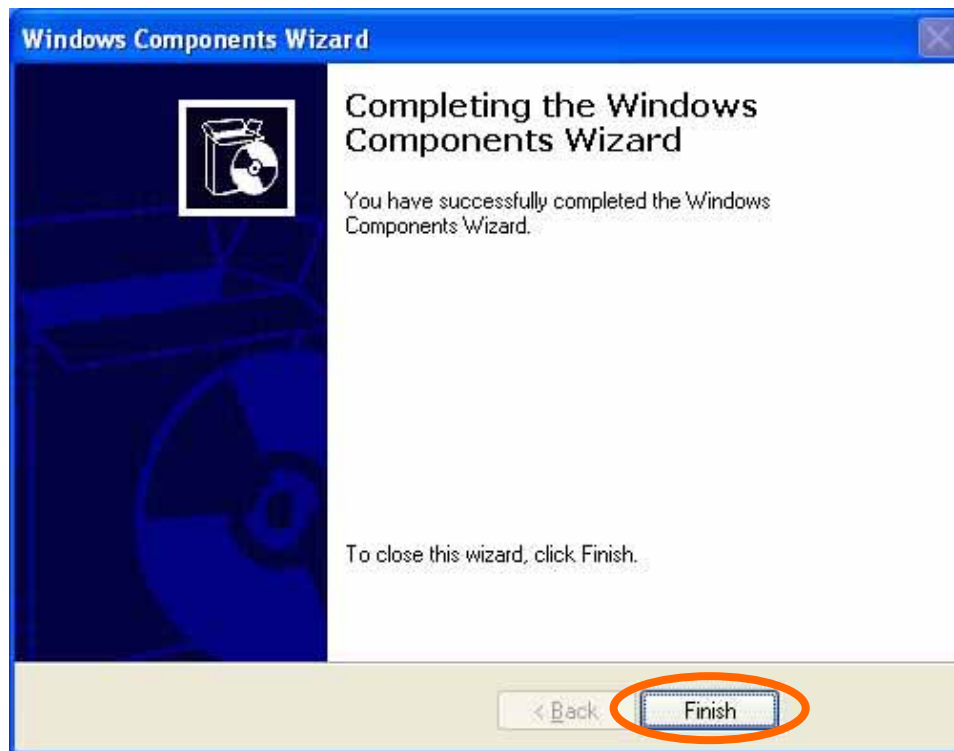 Windows Components Wizard
Completing the Windows
Components Wizard
You have successfully completed the Windows
Components Wizard.
To close this wizard, click Finish.
< Back
Finish